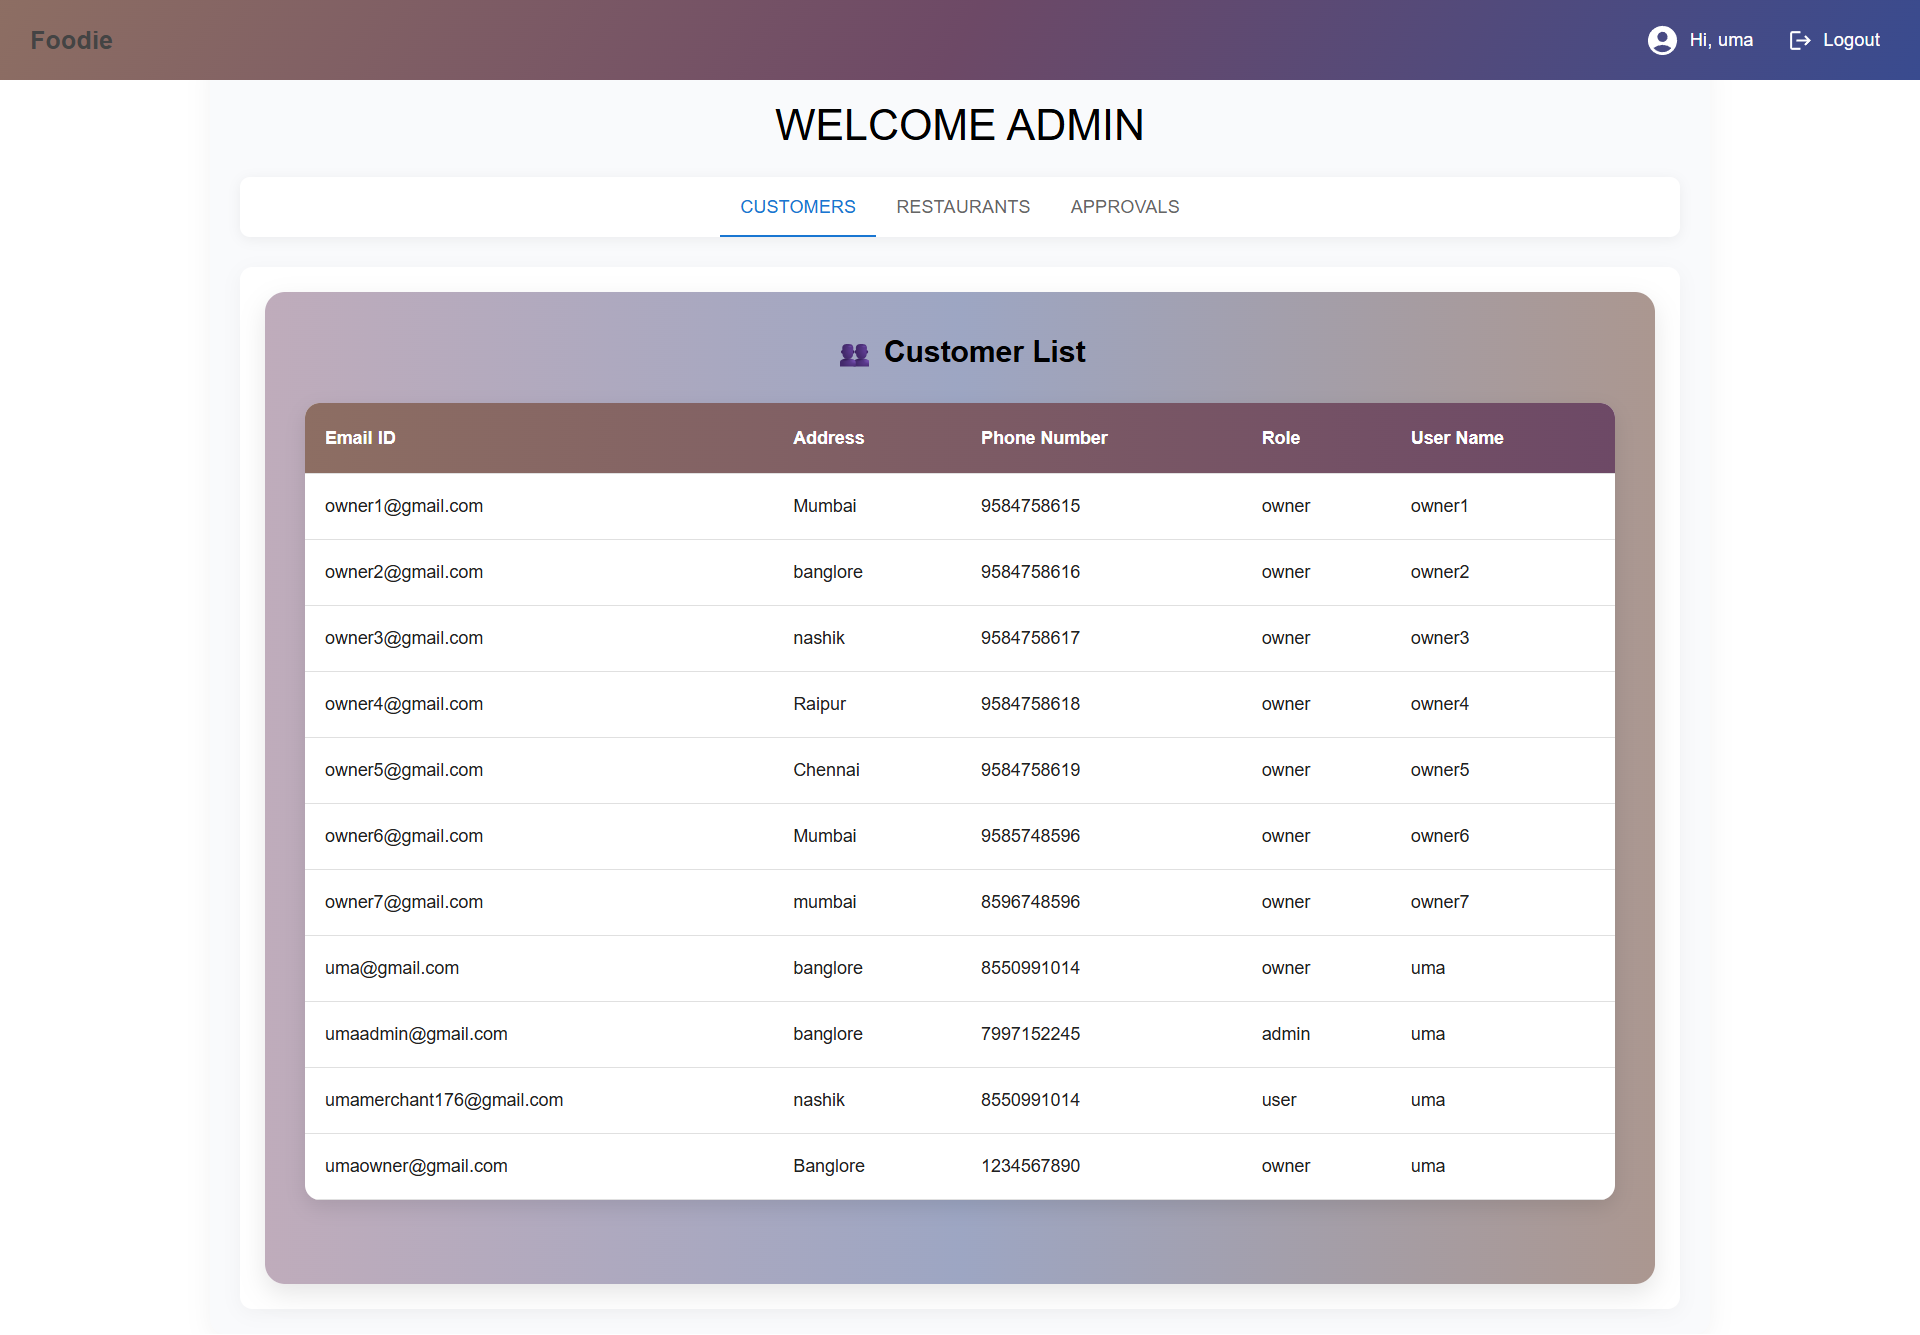 Foodie
Hi, uma
Logout
WELCOME ADMIN
CUSTOMERS RESTAURANTS APPROVALS
Customer List
Email ID Address Phone Number Role User Name
owner1@gmail.com Mumbai 9584758615 owner owner1
owner2@gmail.com banglore 9584758616 owner owner2
owner3@gmail.com nashik 9584758617 owner owner3
owner4@gmail.com Raipur 9584758618 owner owner4
owner5@gmail.com Chennai 9584758619 owner owner5
owner6@gmail.com Mumbai 9585748596 owner owner6
owner7@gmail.com mumbai 8596748596 owner owner7
uma@gmail.com banglore 8550991014 owner uma
umaadmin@gmail.com banglore 7997152245 admin uma
umamerchant176@gmail.com nashik 8550991014 user uma
umaowner@gmail.com Banglore 1234567890 owner uma